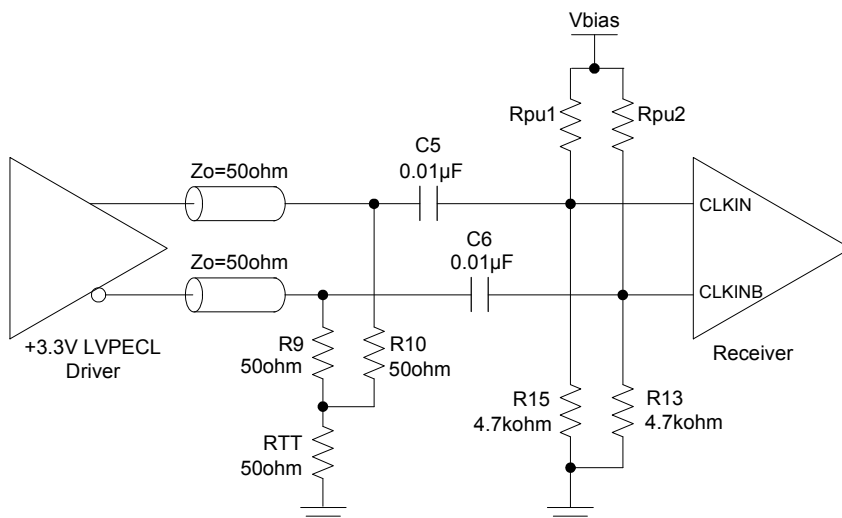 Vbias
Rpu1
Rpu2
C5
0.01µF
Zo=50ohm
CLKIN
C6
0.01µF
Zo=50ohm
CLKINB
+3.3V LVPECL
Driver
R9
50ohm
R10
50ohm
Receiver
R15
4.7kohm
R13
4.7kohm
RTT
50ohm